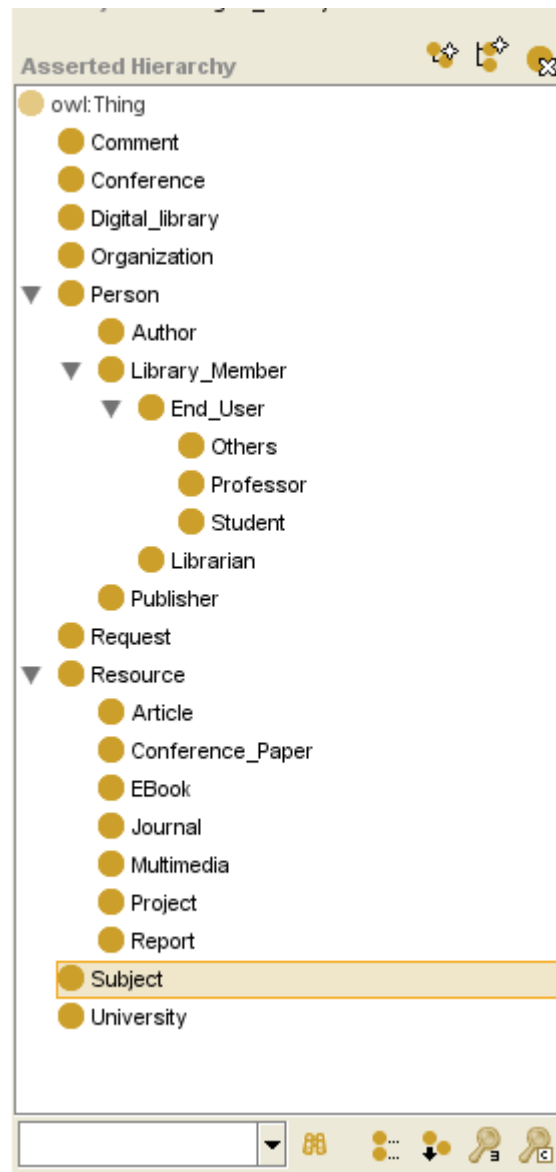 Asserted Hierarchy
owl:Thing
Comment
Conference
Digital_library
Organization
Person
Author
Library_Member
End_User
Others
Professor
Student
Librarian
Publisher
Request
Resource
Article
Conference_Paper
EBook
Journal
Multimedia
Project
Report
Subject
University